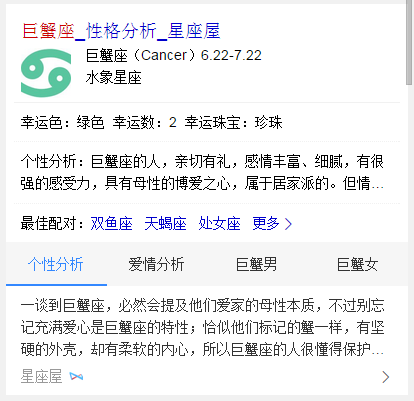 巨蟹座_性格分析_星座屋
巨蟹座（Cancer）6.22-7.22
水象星座
幸运色：绿色 幸运数：2 幸运珠宝：珍珠
个性分析：巨蟹座的人，亲切有礼，感情丰富、细腻，有很
强的感受力，具有母性的博爱之心，属于居家派的。但情...
最佳配对：双鱼座 天蝎座 处女座 更多
个性分析 爱情分析 巨蟹男 巨蟹女
一谈到巨蟹座，必然会提及他们爱家的母性本质，不过别忘
记充满爱心是巨蟹座的特性；恰似他们标记的蟹一样，有坚
硬的外壳，却有柔软的内心，所以巨蟹座的人很懂得保护...
星座屋